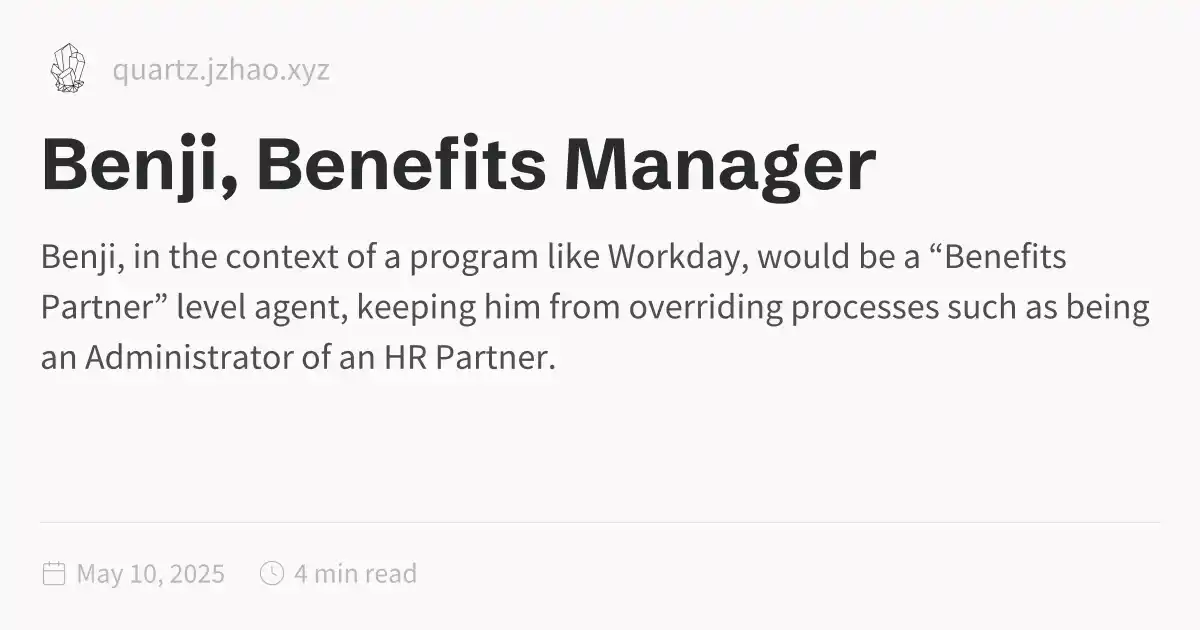 quartz.jzhao.xyz
Benji, Benefits Manager
Benji, in the context of a program like Workday, would be a “Benefits
Partner” level agent, keeping him from overriding processes such as being
an Administrator of an HR Partner.
May 10, 2025 4 min read